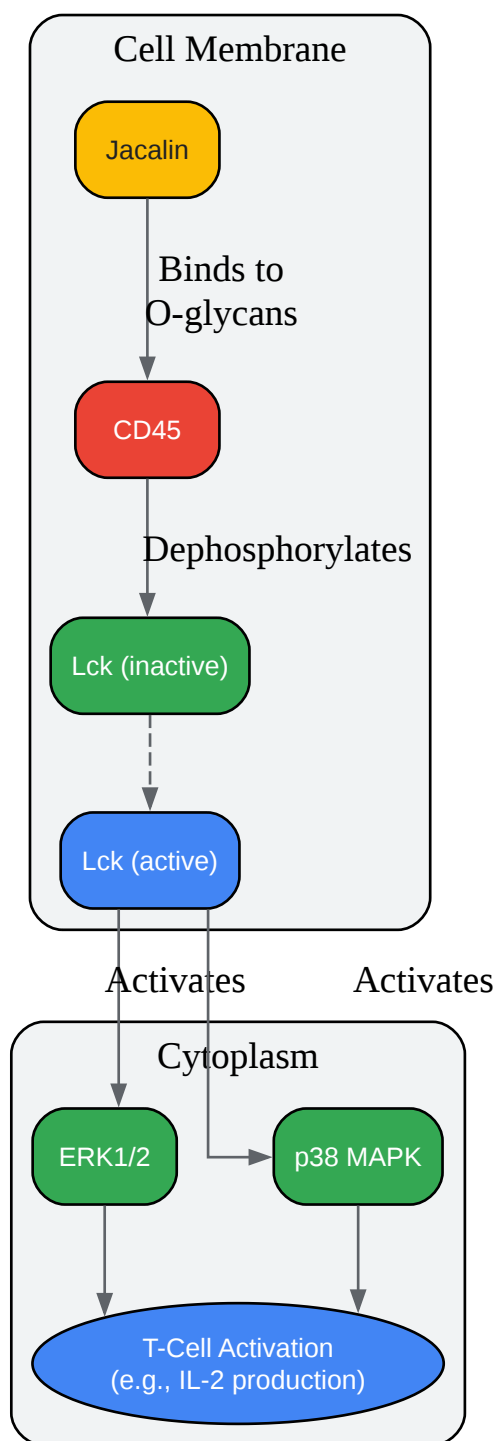 Cell Membrane
Jacalin
Binds to
O-glycans
CD45
Dephosphorylates
Lck (inactive)
Lck (active)
Activates
Activates
Cytoplasm
ERK1/2
p38 MAPK
T-Cell Activation
(e.g., IL-2 production)